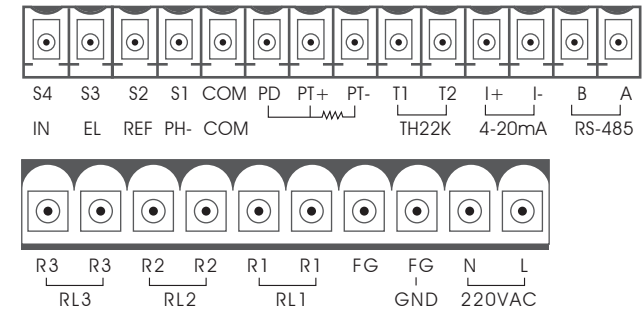 S4 S3 S2 S1 COM PD PT+ PT- T1 T2 I+ I- B A
IN EL REF PH- COM TH22K 4-20mA RS-485
R3 R3 R2 R2 R1 R1 FG FG N L
RL3 RL2 RL1 GND 220VAC